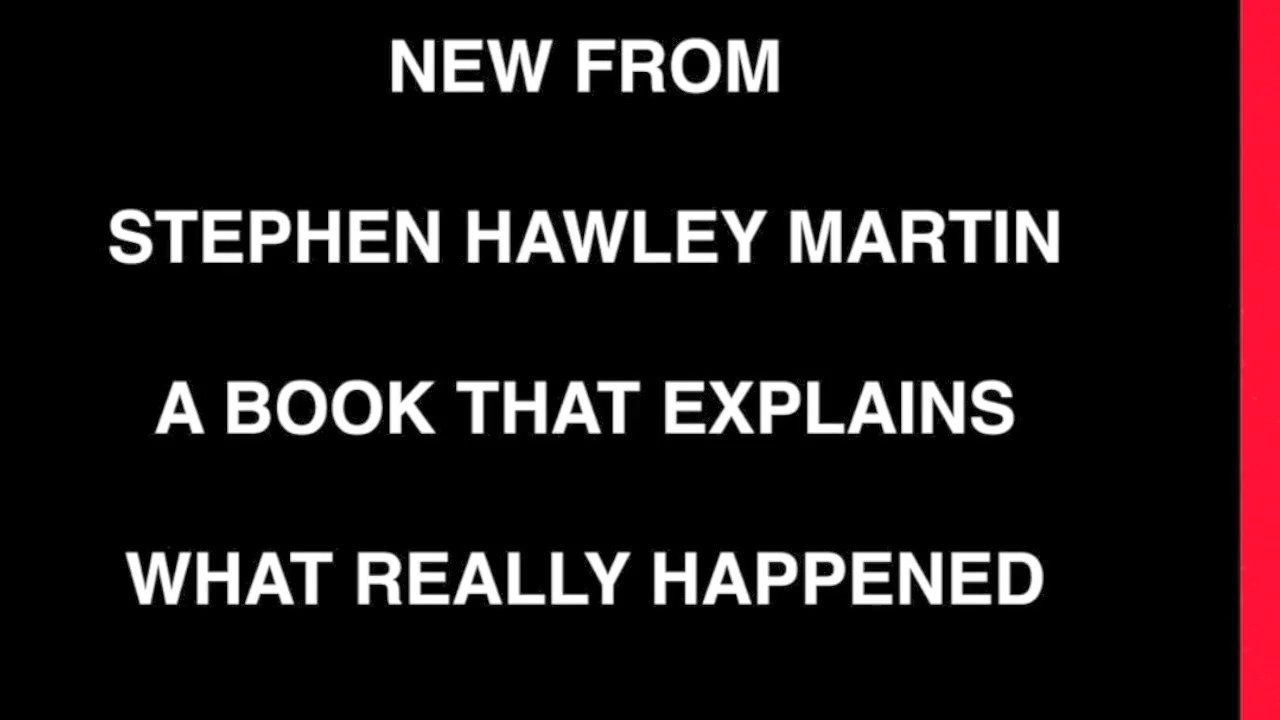 NEW FROM
STEPHEN HAWLEY MARTIN
A BOOK THAT EXPLAINS
WHAT REALLY HAPPENED